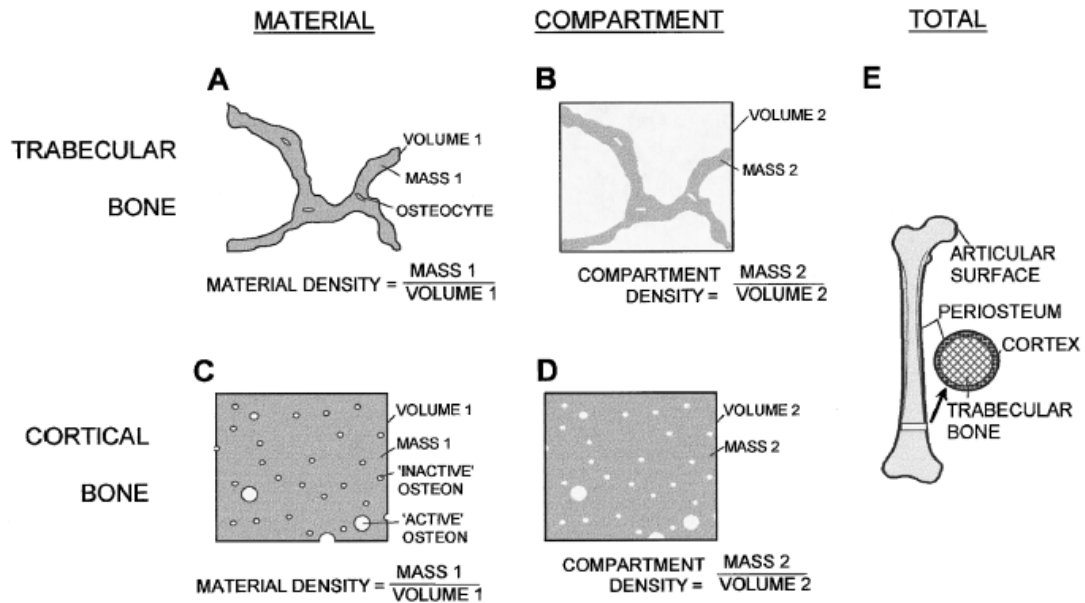 MATERIAL
COMPARTMENT
TOTAL
TRABECULAR
BONE
A
VOLUME 1
MASS 1
OSTEOCYTE
MATERIAL DENSITY = MASS 1
VOLUME 1
B
VOLUME 2
MASS 2
COMPARTMENT
DENSITY =
MASS 2
VOLUME 2
E
ARTICULAR
SURFACE
PERIOSTEUM
CORTEX
TRABECULAR
BONE
CORTICAL
BONE
C
VOLUME 1
MASS 1
'INACTIVE'
OSTEON
'ACTIVE'
OSTEON
MATERIAL DENSITY = MASS 1
VOLUME 1
D
VOLUME 2
MASS 2
COMPARTMENT
DENSITY =
MASS 2
VOLUME 2